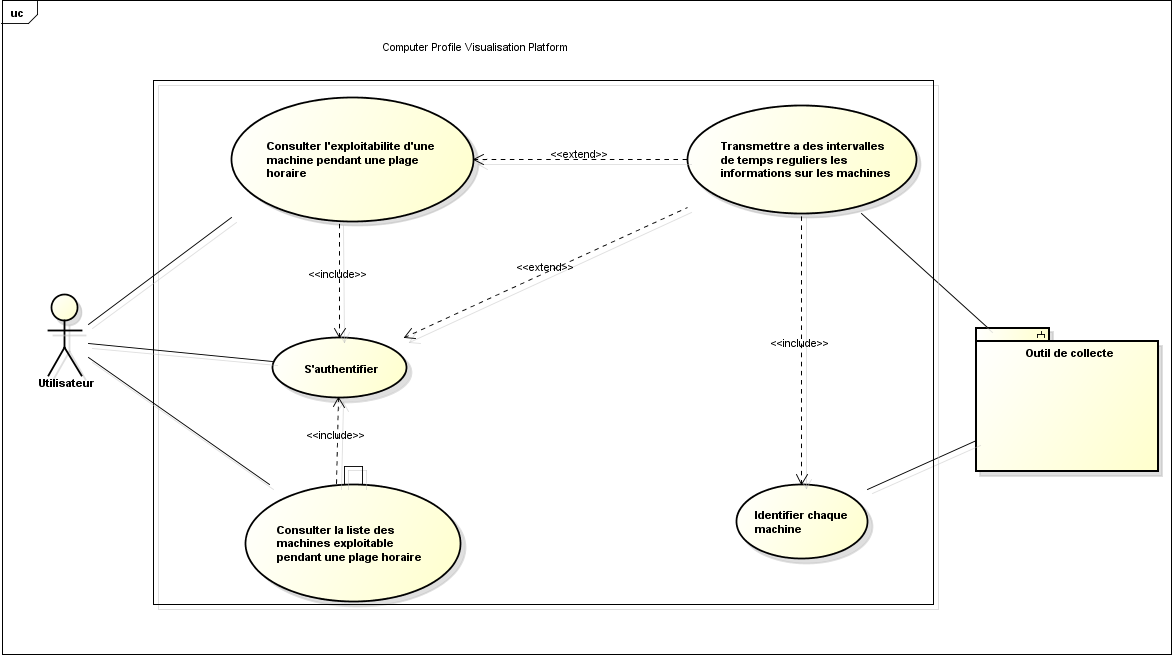 uc
Computer Profile Visualisation Platform
Consulter l'exploitabilite d'une
machine pendant une plage
horaire
<<extend>>
Transmettre a des intervalles
de temps reguliers les
informations sur les machines
<<include>>
<<extend>>
<<include>>
Outil de collecte
S'authentifier
Utilisateur
<<include>>
Consulter la liste des
machines exploitable
pendant une plage horaire
Identifier chaque
machine